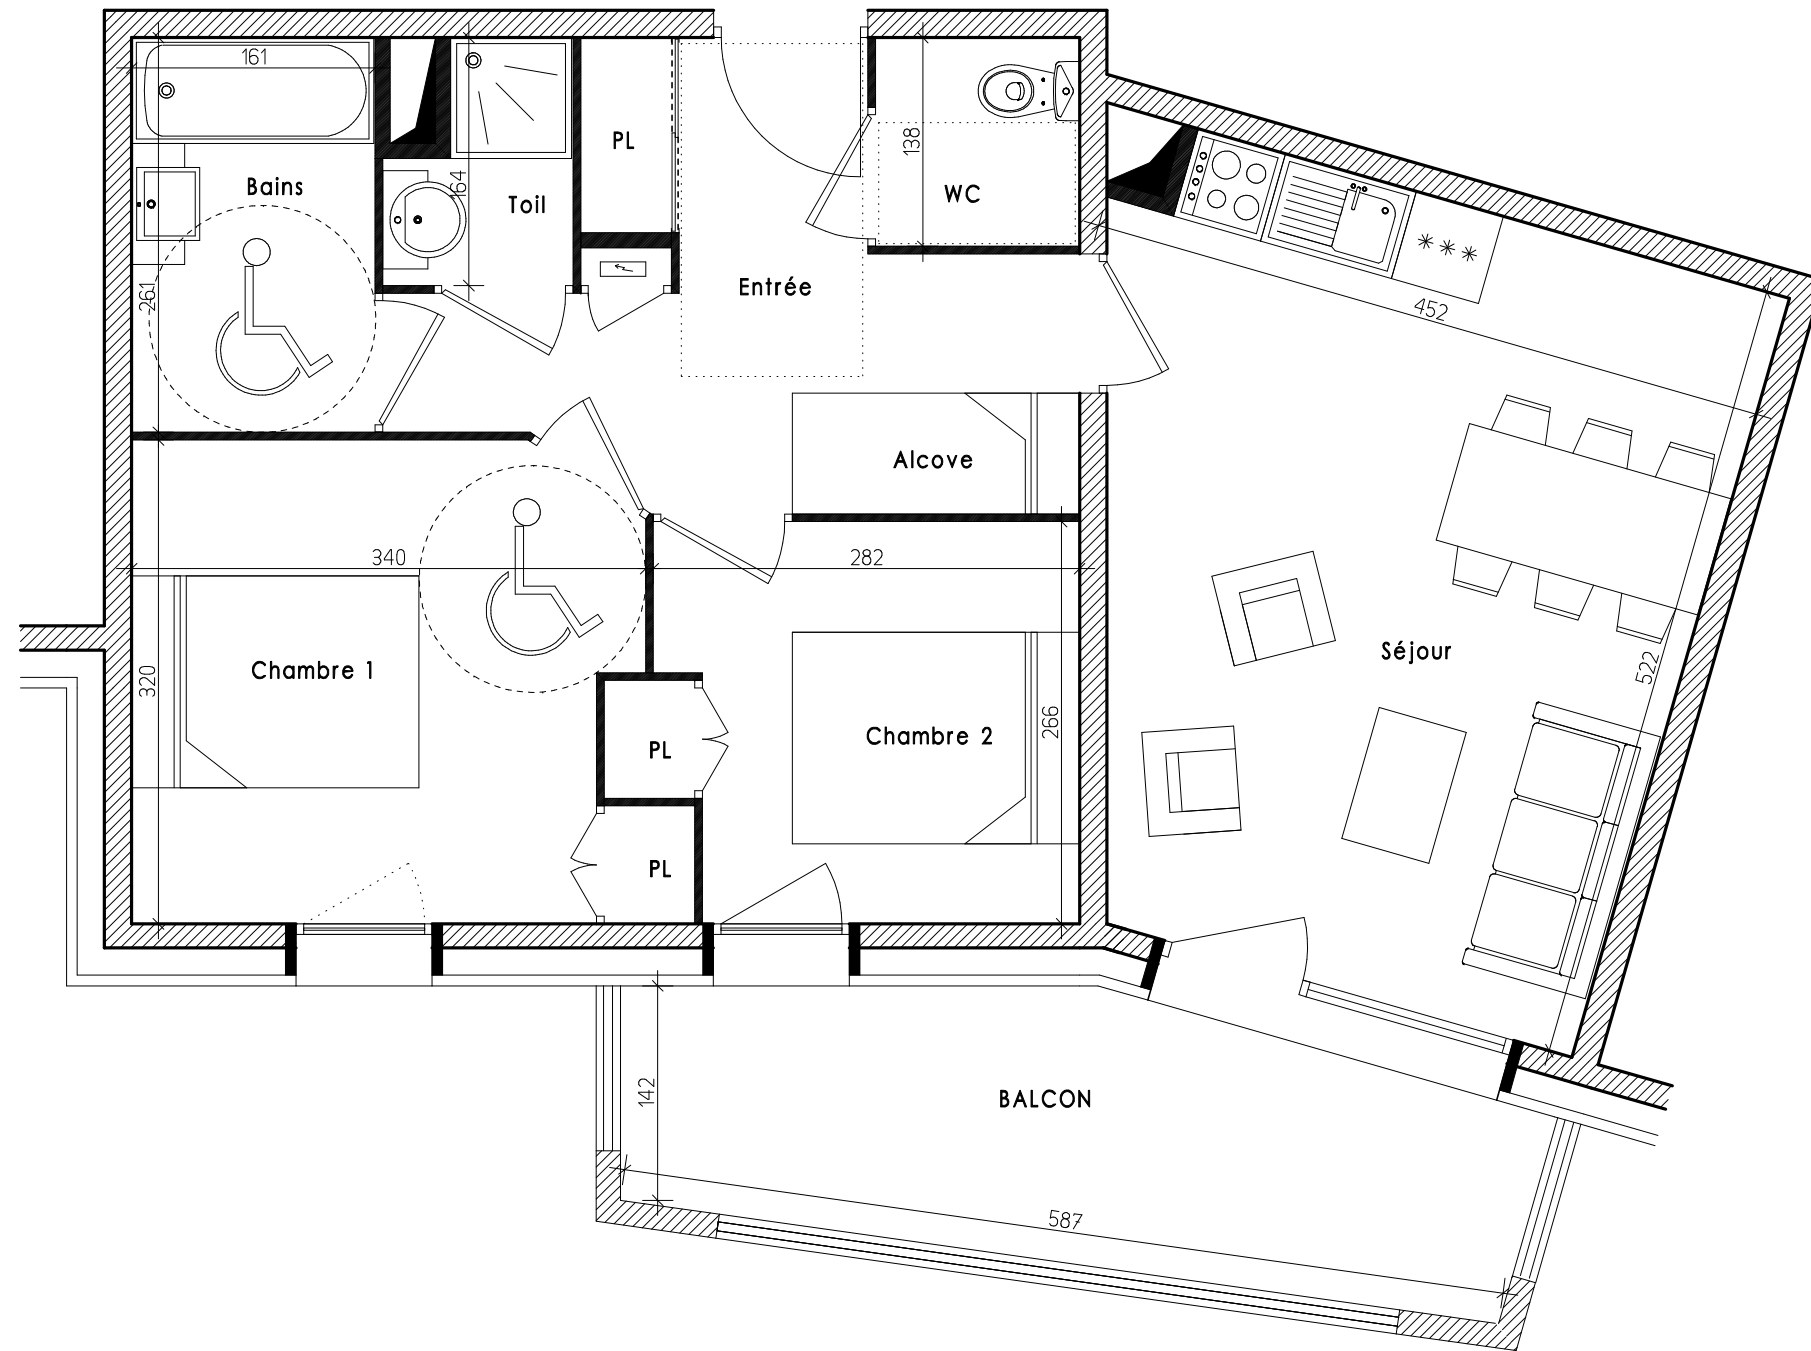 161
PL
138
164
Bains
WC
Toil
Entrée
261
452
Alcove
340
282
Séjour
Chambre 1
522
320
266
Chambre 2
PL
PL
142
BALCON
587